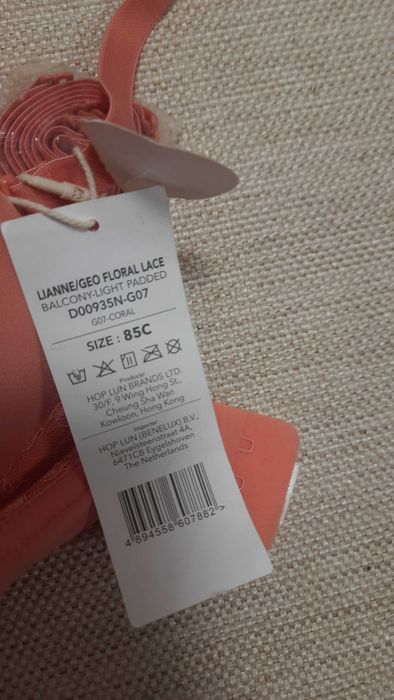 LIANNE/GEO FLORAL LACE
BALCONY-LIGHT PADDED
D00935N-G07
G07-CORAL
SIZE : 85C
Producer
HOP LUN BRANDS LTD.
30/F, 9 Wing Hong St.,
Cheung Sha Wan
Kowloon, Hong Kong
Importer
HOP LUN (BENELUX) B.V.,
Nievelsteenstraat 4A,
6471CB Eygelshoven
The Netherlands.
4 894558 607882 >